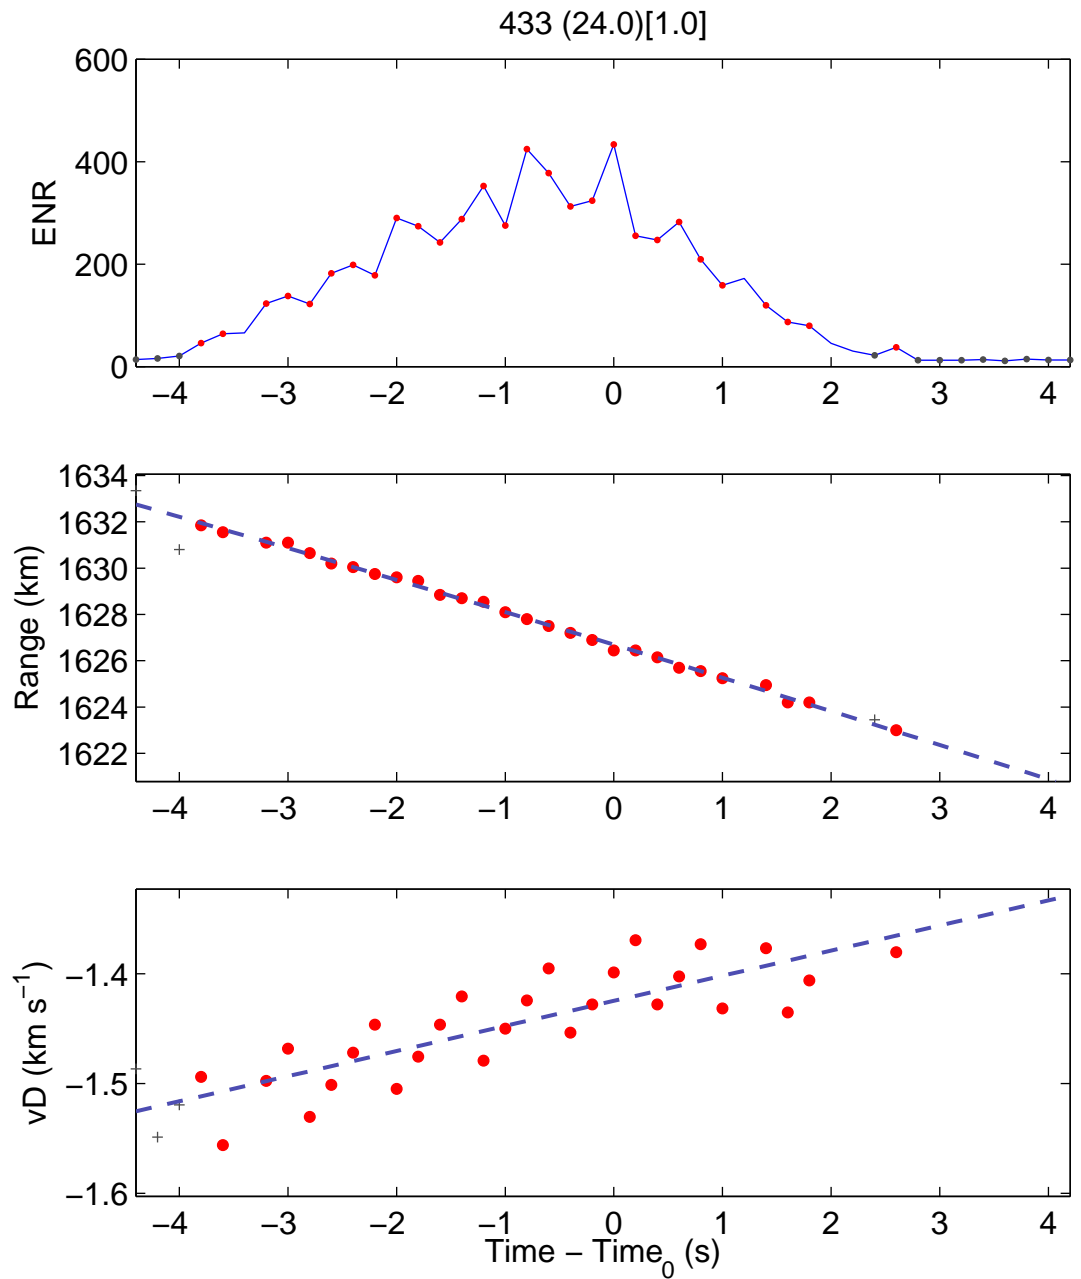 433 (24.0)[1.0]
600
400
200
0
ENR
−4 −3 −2 −1 0 1 2 3 4
1634
1632
1630
1628
1626
1624
1622
Range (km)
−4 −3 −2 −1 0 1 2 3 4
−1.4
−1.5
−1.6
vD (km s⁻¹)
−4 −3 −2 −1 0 1 2 3 4
Time − Time₀ (s)